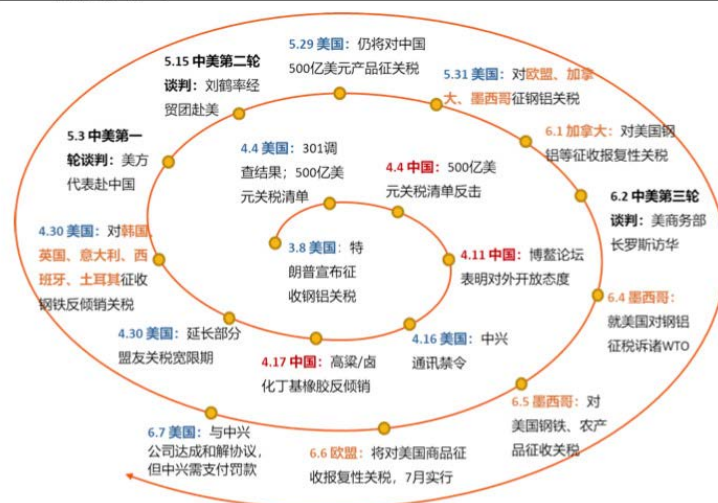 5.29 美国：仍将对中国
500亿美元产品征关税
5.15 中美第二轮
谈判：刘鹤率经
贸团赴美
5.31 美国：对欧盟、加拿
大、墨西哥征钢铝关税
5.3 中美第一
轮谈判：美方
代表赴中国
4.4 美国：301调
查结果；500亿美
元关税清单
4.4 中国：500亿美
元关税清单反击
6.1 加拿大：对美国钢
铝等征收报复性关税
6.2 中美第三轮
谈判：美商务部
长罗斯访华
4.30 美国：对韩国、
英国、意大利、西
班牙、土耳其征收
钢铁反倾销关税
3.8 美国：特
朗普宣布征
收钢铝关税
4.11 中国：博鳌论坛
表明对外开放态度
6.4 墨西哥：
就美国对钢铝
征税诉诸WTO
4.30 美国：延长部分
盟友关税宽限期
4.17 中国：高粱/卤
化丁基橡胶反倾销
4.16 美国：中兴
通讯禁令
6.5 墨西哥：对
美国钢铁、农产
品征收关税
6.7 美国：与中兴
公司达成和解协议，
但中兴需支付罚款
6.6 欧盟：将对美国商品征
收报复性关税，7月实行